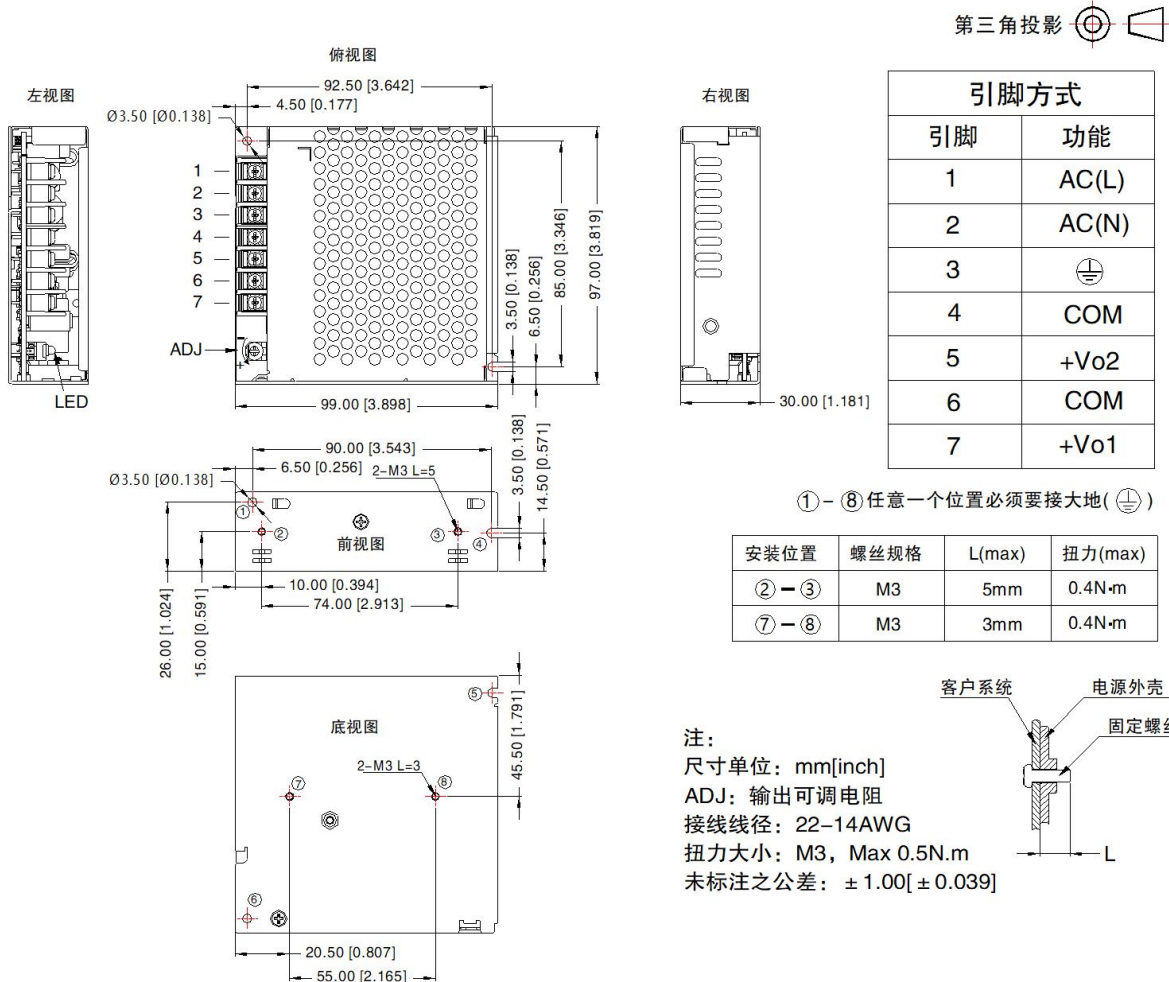 第三角投影
俯视图
92.50 [3.642]
4.50 [0.177]
Ø3.50 [Ø0.138]
左视图
右视图
1
2
3
4
5
6
7
ADJ
LED
3.50 [0.138]
6.50 [0.256]
85.00 [3.346]
97.00 [3.819]
99.00 [3.898]
30.00 [1.181]
引脚方式
引脚 功能
1 AC(L)
2 AC(N)
3
4 COM
5 +Vo2
6 COM
7 +Vo1
90.00 [3.543]
6.50 [0.256]
2-M3 L=5
Ø3.50 [Ø0.138]
3.50 [0.138]
14.50 [0.571]
①
②
前视图
③
④
10.00 [0.394]
74.00 [2.913]
26.00 [1.024]
15.00 [0.591]
①-⑧任意一个位置必须要接大地( )
安装位置 螺丝规格 L(max) 扭力(max)
②-③ M3 5mm 0.4N·m
⑦-⑧ M3 3mm 0.4N·m
底视图
⑤
45.50 [1.791]
2-M3 L=3
⑦
⑧
⑥
20.50 [0.807]
55.00 [2.165]
客户系统
电源外壳
固定螺丝
L
注：
尺寸单位：mm[inch]
ADJ：输出可调电阻
接线线径：22-14AWG
扭力大小：M3，Max 0.5N.m
未标注之公差：±1.00[±0.039]